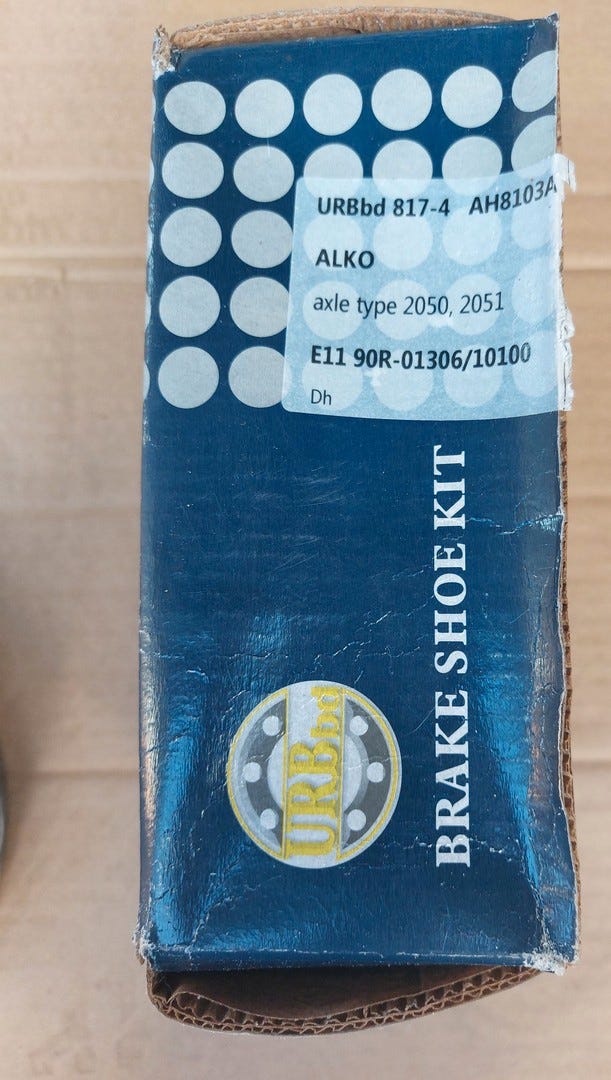 URBbd 817-4 AH8103A
ALKO
axle type 2050, 2051
E11 90R-01306/10100
Dh
BRAKE SHOE KIT
URBbd